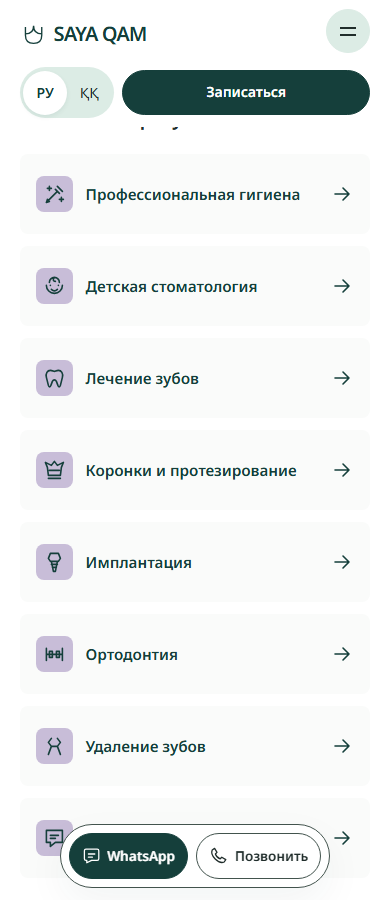 SAYA QAM
РУ ҚҚ
Записаться
Профессиональная гигиена
Детская стоматология
Лечение зубов
Коронки и протезирование
Имплантация
Ортодонтия
Удаление зубов
WhatsApp
Позвонить